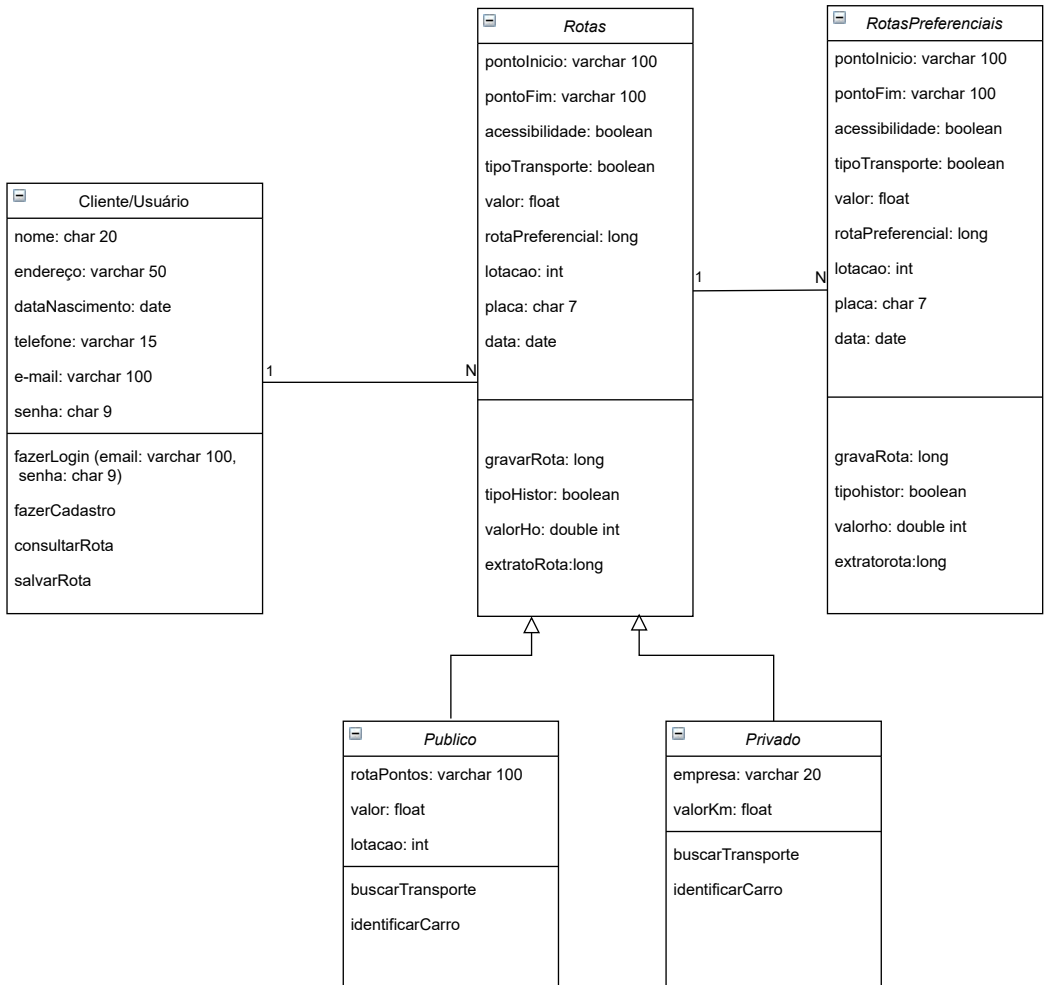 Rotas
pontoInicio: varchar 100
pontoFim: varchar 100
acessibilidade: boolean
tipoTransporte: boolean
valor: float
rotaPreferencial: long
lotacao: int
placa: char 7
data: date
gravarRota: long
tipoHistor: boolean
valorHo: double int
extratoRota:long
RotasPreferenciais
pontoInicio: varchar 100
pontoFim: varchar 100
acessibilidade: boolean
tipoTransporte: boolean
valor: float
rotaPreferencial: long
lotacao: int
placa: char 7
data: date
gravaRota: long
tipohistor: boolean
valorho: double int
extratorota:long
Cliente/Usuário
nome: char 20
endereço: varchar 50
dataNascimento: date
telefone: varchar 15
e-mail: varchar 100
senha: char 9
fazerLogin (email: varchar 100,
senha: char 9)
fazerCadastro
consultarRota
salvarRota
1
N
1
N
Publico
rotaPontos: varchar 100
valor: float
lotacao: int
buscarTransporte
identificarCarro
Privado
empresa: varchar 20
valorKm: float
buscarTransporte
identificarCarro